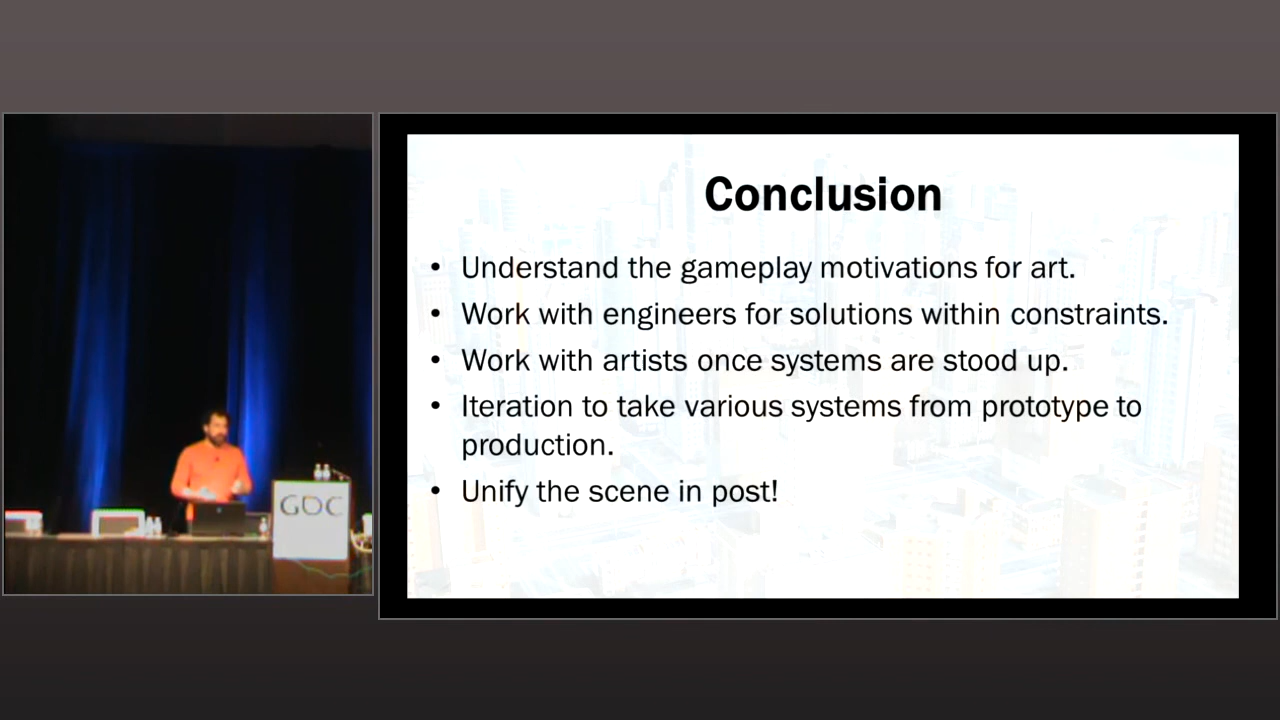 GDC
Conclusion
• Understand the gameplay motivations for art.
• Work with engineers for solutions within constraints.
• Work with artists once systems are stood up.
• Iteration to take various systems from prototype to
production.
• Unify the scene in post!